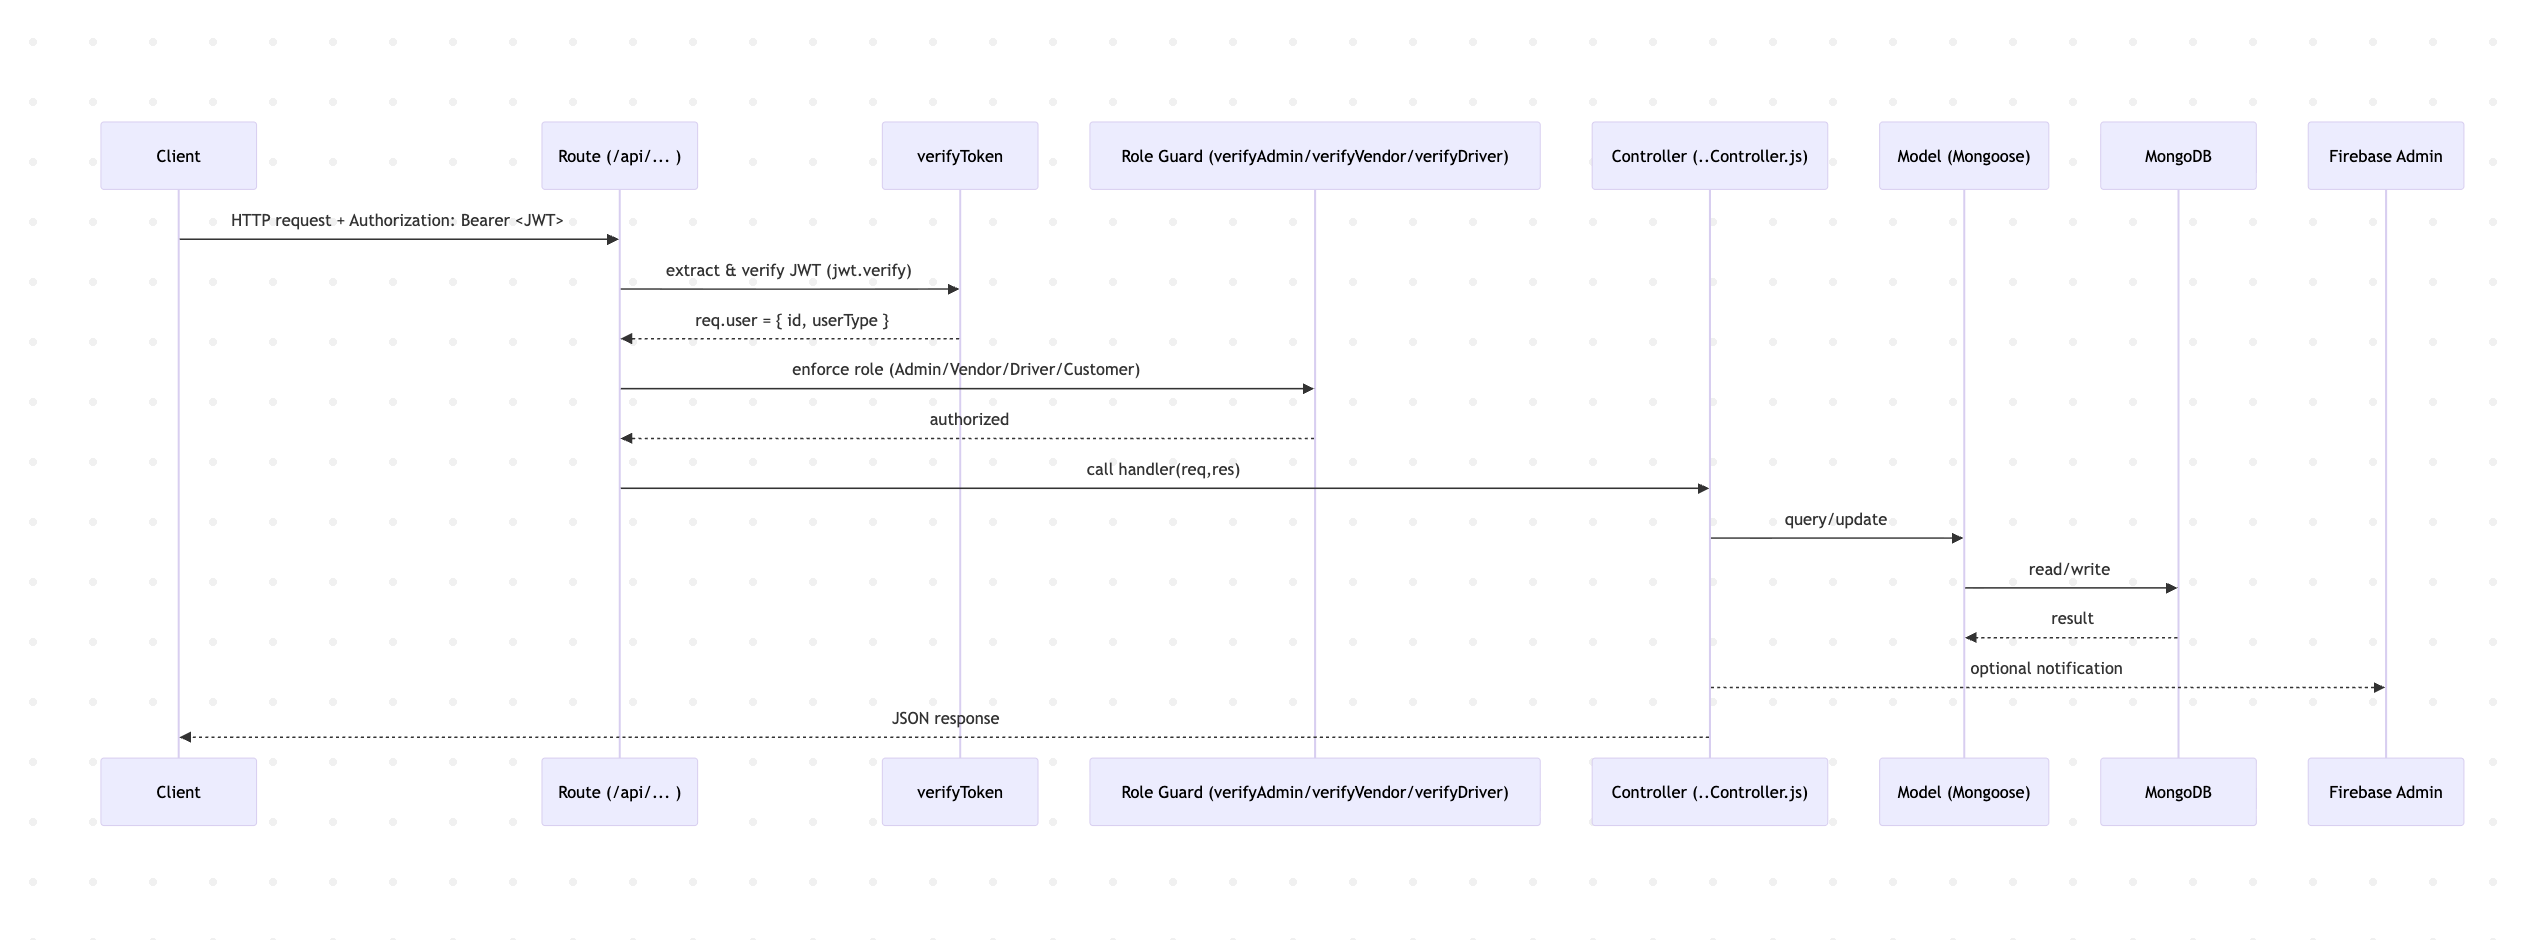 Client
Route (/api/... )
verifyToken
Role Guard (verifyAdmin/verifyVendor/verifyDriver)
Controller (..Controller.js)
Model (Mongoose)
MongoDB
Firebase Admin
HTTP request + Authorization: Bearer <JWT>
extract & verify JWT (jwt.verify)
req.user = { id, userType }
enforce role (Admin/Vendor/Driver/Customer)
authorized
call handler(req,res)
query/update
read/write
result
optional notification
JSON response
Client
Route (/api/... )
verifyToken
Role Guard (verifyAdmin/verifyVendor/verifyDriver)
Controller (..Controller.js)
Model (Mongoose)
MongoDB
Firebase Admin